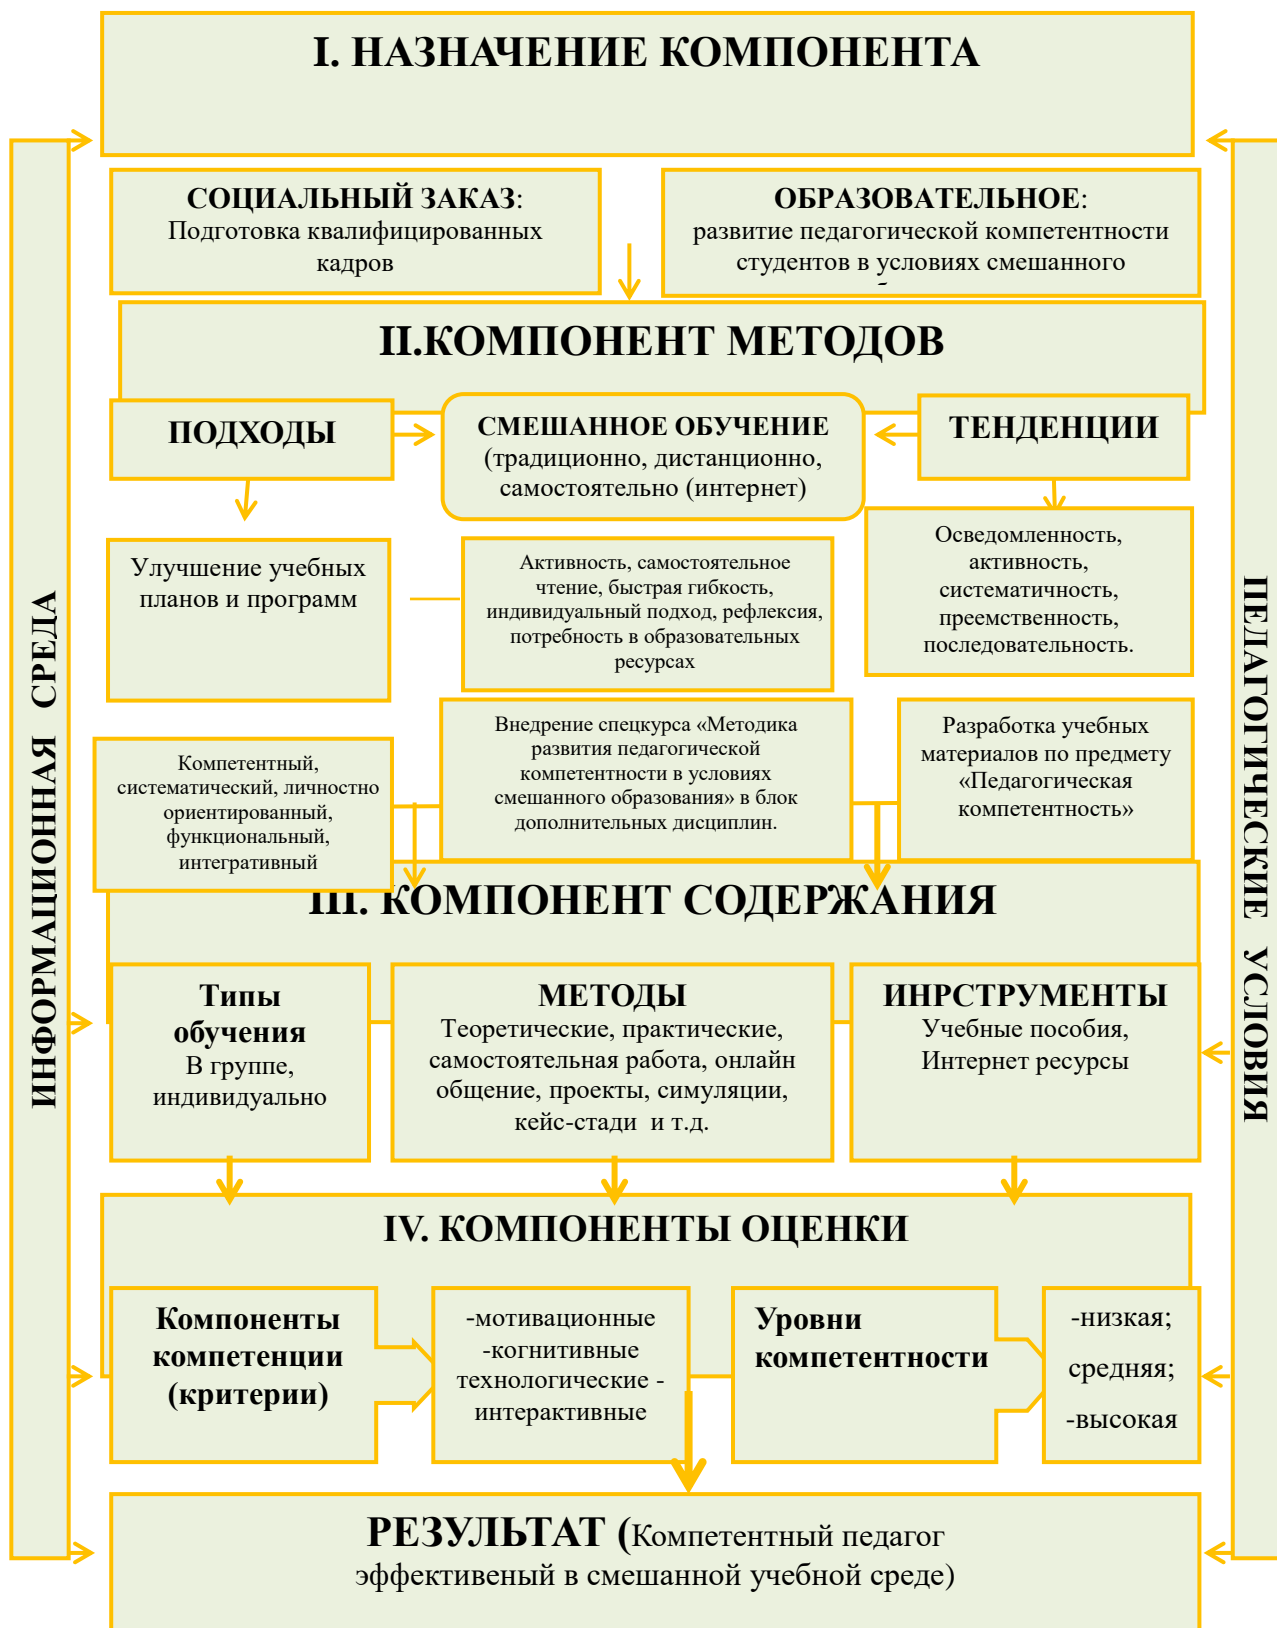 I. НАЗНАЧЕНИЕ КОМПОНЕНТА
СОЦИАЛЬНЫЙ ЗАКАЗ:
Подготовка квалифицированных
кадров
ОБРАЗОВАТЕЛЬНОЕ:
развитие педагогической компетентности
студентов в условиях смешанного
II.КОМПОНЕНТ МЕТОДОВ
ПОДХОДЫ
СМЕШАННОЕ ОБУЧЕНИЕ
(традиционно, дистанционно,
самостоятельно (интернет)
ТЕНДЕНЦИИ
Улучшение учебных
планов и программ
Активность, самостоятельное
чтение, быстрая гибкость,
индивидуальный подход, рефлексия,
потребность в образовательных
ресурсах
Осведомленность,
активность,
систематичность,
преемственность,
последовательность.
Компетентный,
систематический, личностно
ориентированный,
функциональный,
интегративный
Внедрение спецкурса «Методика
развития педагогической
компетентности в условиях
смешанного образования» в блок
дополнительных дисциплин.
Разработка учебных
материалов по предмету
«Педагогическая
компетентность»
III. КОМПОНЕНТ СОДЕРЖАНИЯ
Типы
обучения
В группе,
индивидуально
МЕТОДЫ
Теоретические, практические,
самостоятельная работа, онлайн
общение, проекты, симуляции,
кейс-стади и т.д.
ИНРСТРУМЕНТЫ
Учебные пособия,
Интернет ресурсы
IV. КОМПОНЕНТЫ ОЦЕНКИ
Компоненты
компетенции
(критерии)
-мотивационные
-когнитивные
технологические -
интерактивные
Уровни
компетентности
-низкая;
средняя;
-высокая
РЕЗУЛЬТАТ (Компетентный педагог
эффективеный в смешанной учебной среде)
ИНФОРМАЦИОННАЯ СРЕДА
ПЕДАГОГИЧЕСКИЕ УСЛОВИЯ